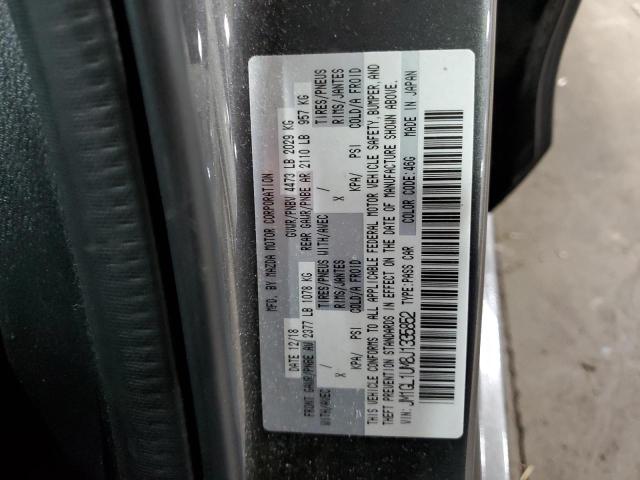 MFD. BY MAZDA MOTOR CORPORATION
DATE 12/18 GVWR/PNBV 4473 LB 2029 KG
FRONT GAWR/PNBE AV 2377 LB 1078 KG REAR GAWR/PNBE AR 2110 LB 957 KG
WITH/AVEC / TIRES/PNEUS WITH/AVEC / TIRES/PNEUS
X RIMS/JANTES X RIMS/JANTES
KPA/ PSI COLD/A FROID KPA/ PSI COLD/A FROID
THIS VEHICLE CONFORMS TO ALL APPLICABLE FEDERAL MOTOR VEHICLE SAFETY, BUMPER, AND
THEFT PREVENTION STANDARDS IN EFFECT ON THE DATE OF MANUFACTURE SHOWN ABOVE.
VIN: JM1GL1UM8J1335852 TYPE:PASS CAR COLOR CODE:46G MADE IN JAPAN